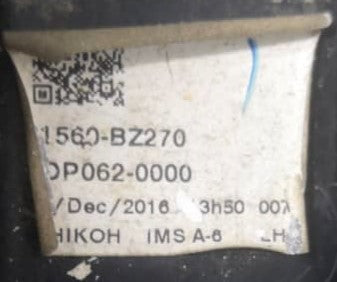 1560-BZ270
DP062-0000
/Dec/2016 3h50 007
HIKOH IMS A-6 LH